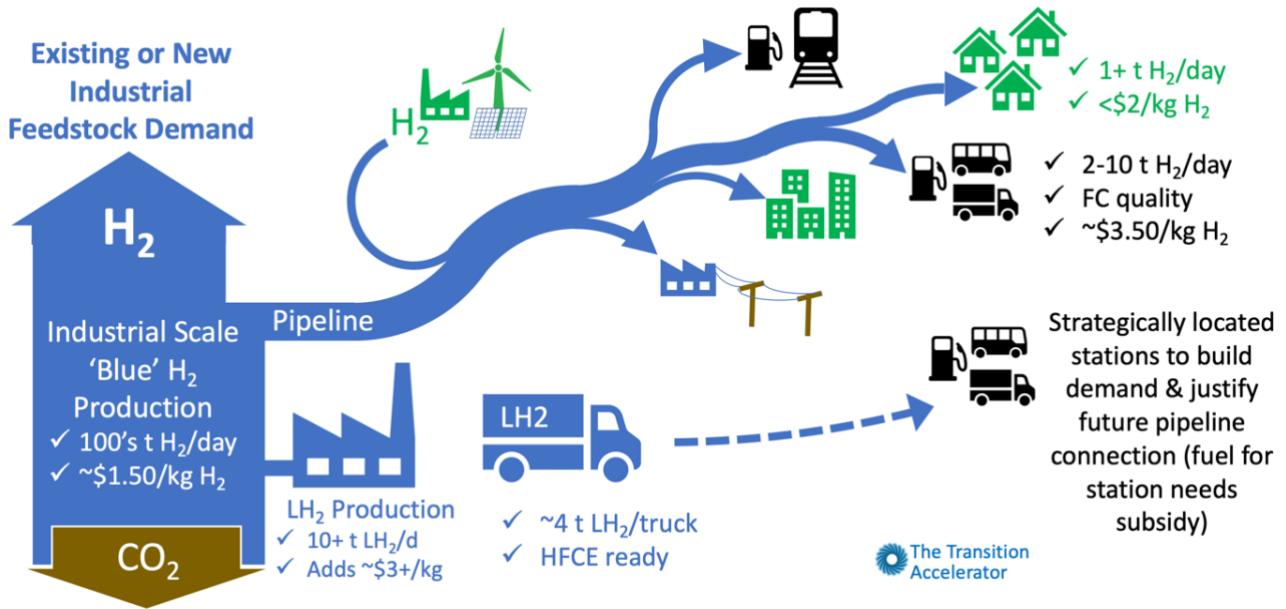 Existing or New
Industrial
Feedstock Demand
H₂
Industrial Scale
‘Blue’ H₂
Production
✓ 100’s t H₂/day
✓ ~$1.50/kg H₂
CO₂
H₂
Pipeline
LH₂ Production
✓ 10+ t LH₂/d
✓ Adds ~$3+/kg
LH2
✓ ~4 t LH₂/truck
✓ HFCE ready
✓ 1+ t H₂/day
✓ <$2/kg H₂
✓ 2-10 t H₂/day
✓ FC quality
✓ ~$3.50/kg H₂
Strategically located
stations to build
demand & justify
future pipeline
connection (fuel for
station needs
subsidy)
The Transition
Accelerator